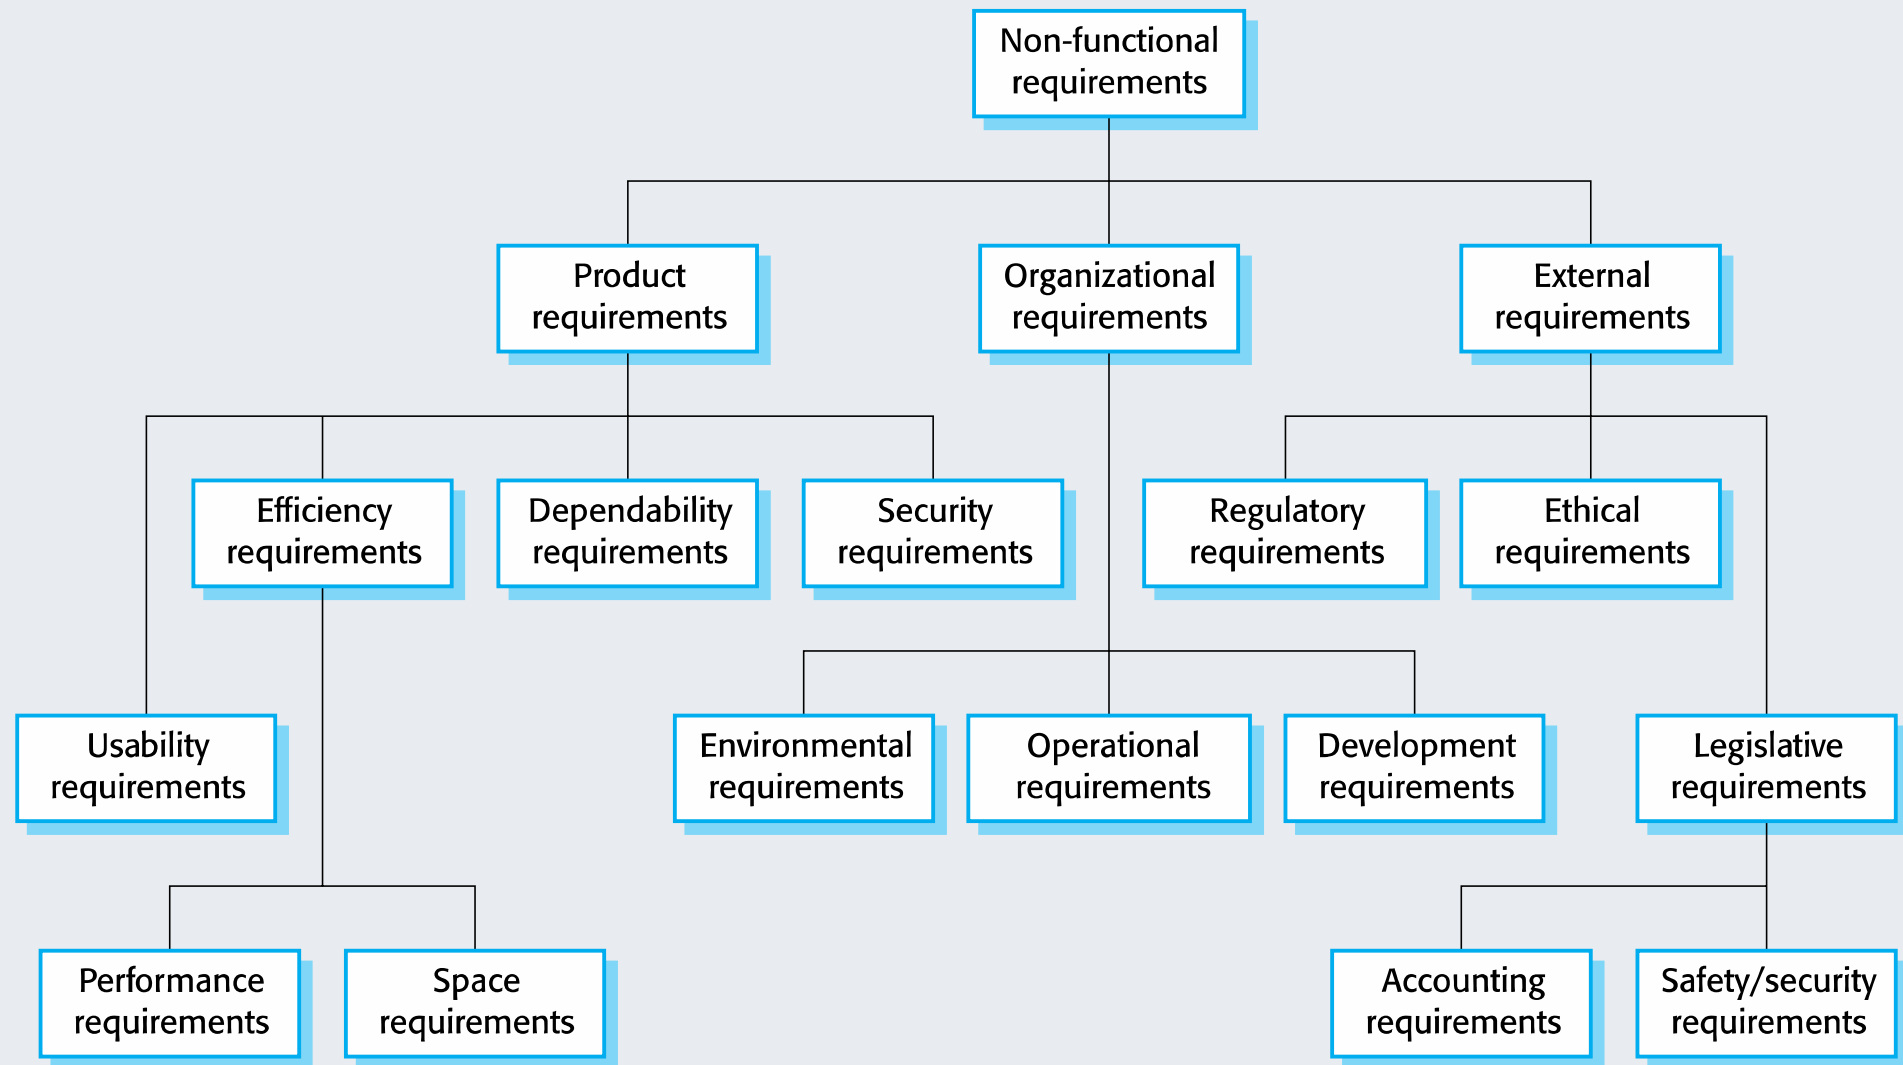 Non-functional
requirements
Product
requirements
Organizational
requirements
External
requirements
Efficiency
requirements
Dependability
requirements
Security
requirements
Regulatory
requirements
Ethical
requirements
Usability
requirements
Environmental
requirements
Operational
requirements
Development
requirements
Legislative
requirements
Performance
requirements
Space
requirements
Accounting
requirements
Safety/security
requirements